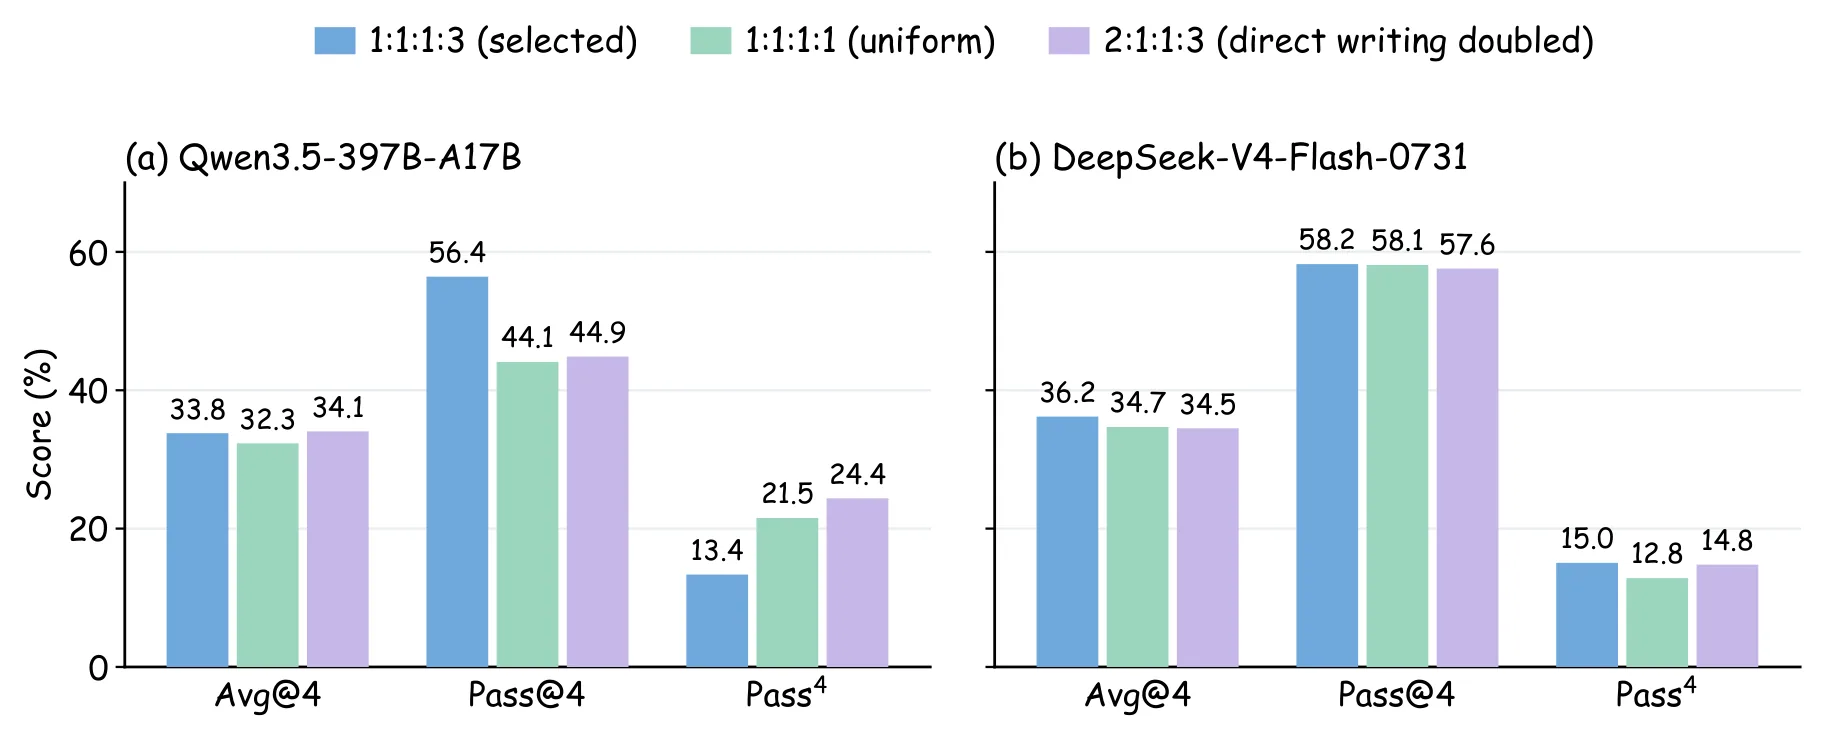 1:1:1:3 (selected) 1:1:1:1 (uniform) 2:1:1:3 (direct writing doubled)
(a) Qwen3.5-397B-A17B
Score (%)
60
40
20
0
56.4
44.1 44.9
33.8 32.3 34.1
13.4 21.5 24.4
Avg@4 Pass@4 Pass⁴
(b) DeepSeek-V4-Flash-0731
58.2 58.1 57.6
36.2 34.7 34.5
15.0 12.8 14.8
Avg@4 Pass@4 Pass⁴